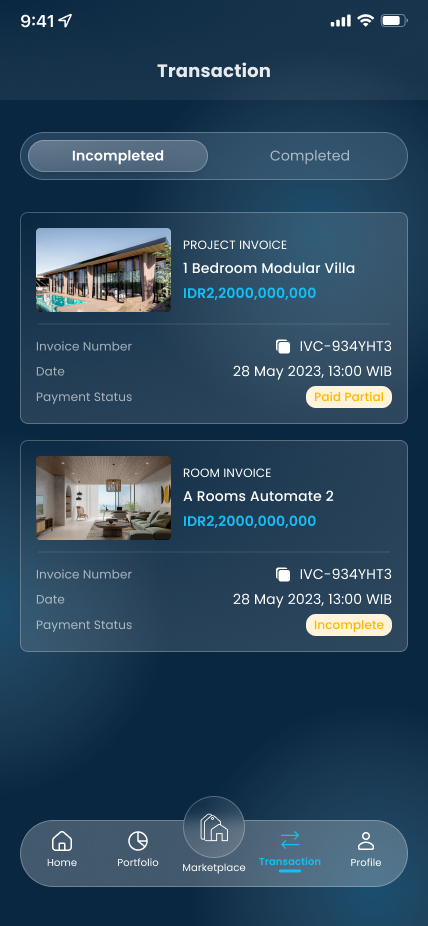 9:41
Transaction
Incompleted
Completed
PROJECT INVOICE
1 Bedroom Modular Villa
IDR2,2000,000,000
Invoice Number IVC-934YHT3
Date 28 May 2023, 13:00 WIB
Payment Status Paid Partial
ROOM INVOICE
A Rooms Automate 2
IDR2,2000,000,000
Invoice Number IVC-934YHT3
Date 28 May 2023, 13:00 WIB
Payment Status Incomplete
Home
Portfolio
Marketplace
Transaction
Profile